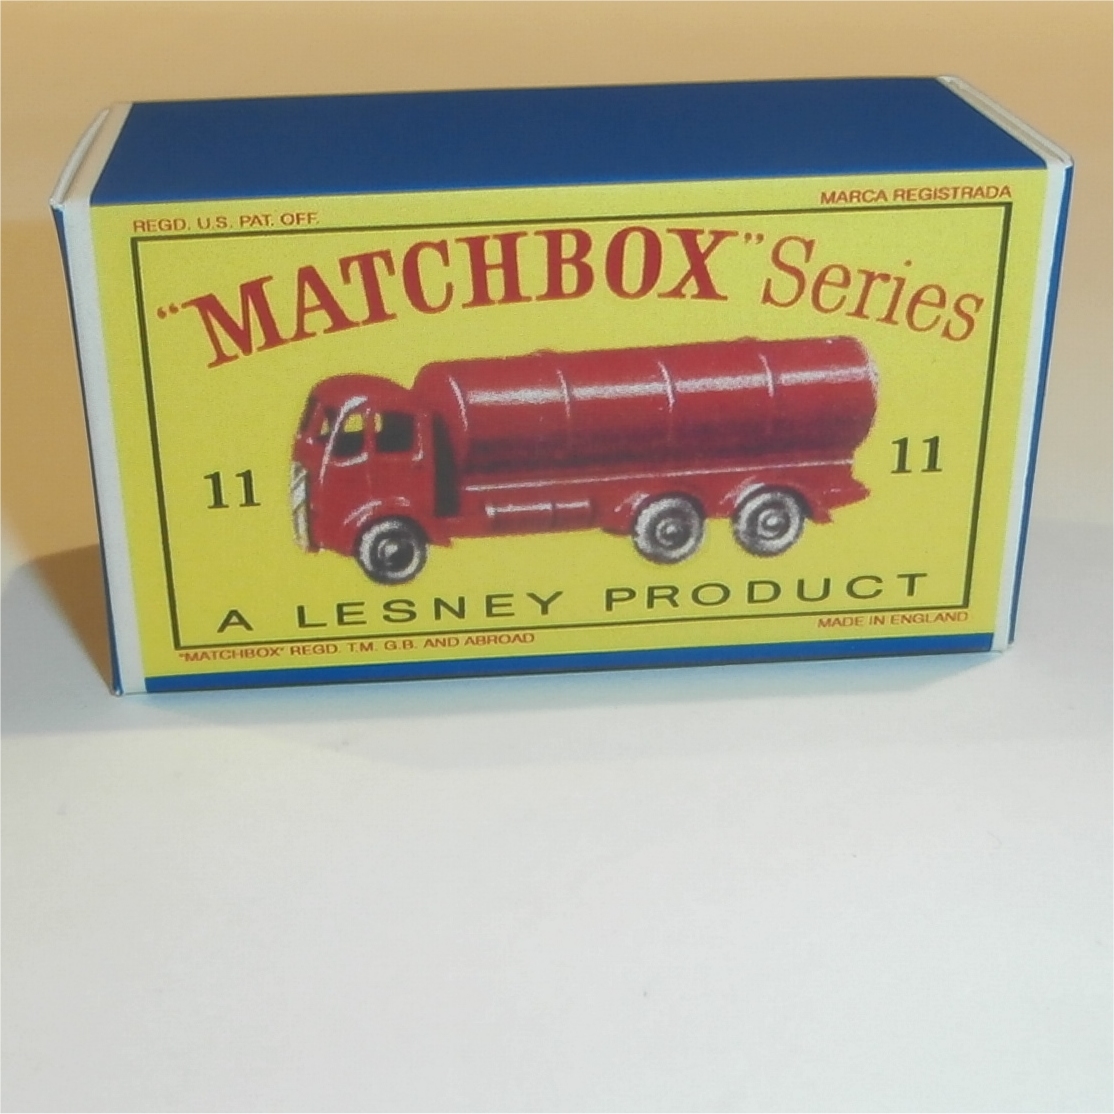 REGD. U.S. PAT. OFF.
MARCA REGISTRADA
"MATCHBOX" Series
11
11
A LESNEY PRODUCT
"MATCHBOX" REGD. T.M. G.B. AND ABROAD
MADE IN ENGLAND